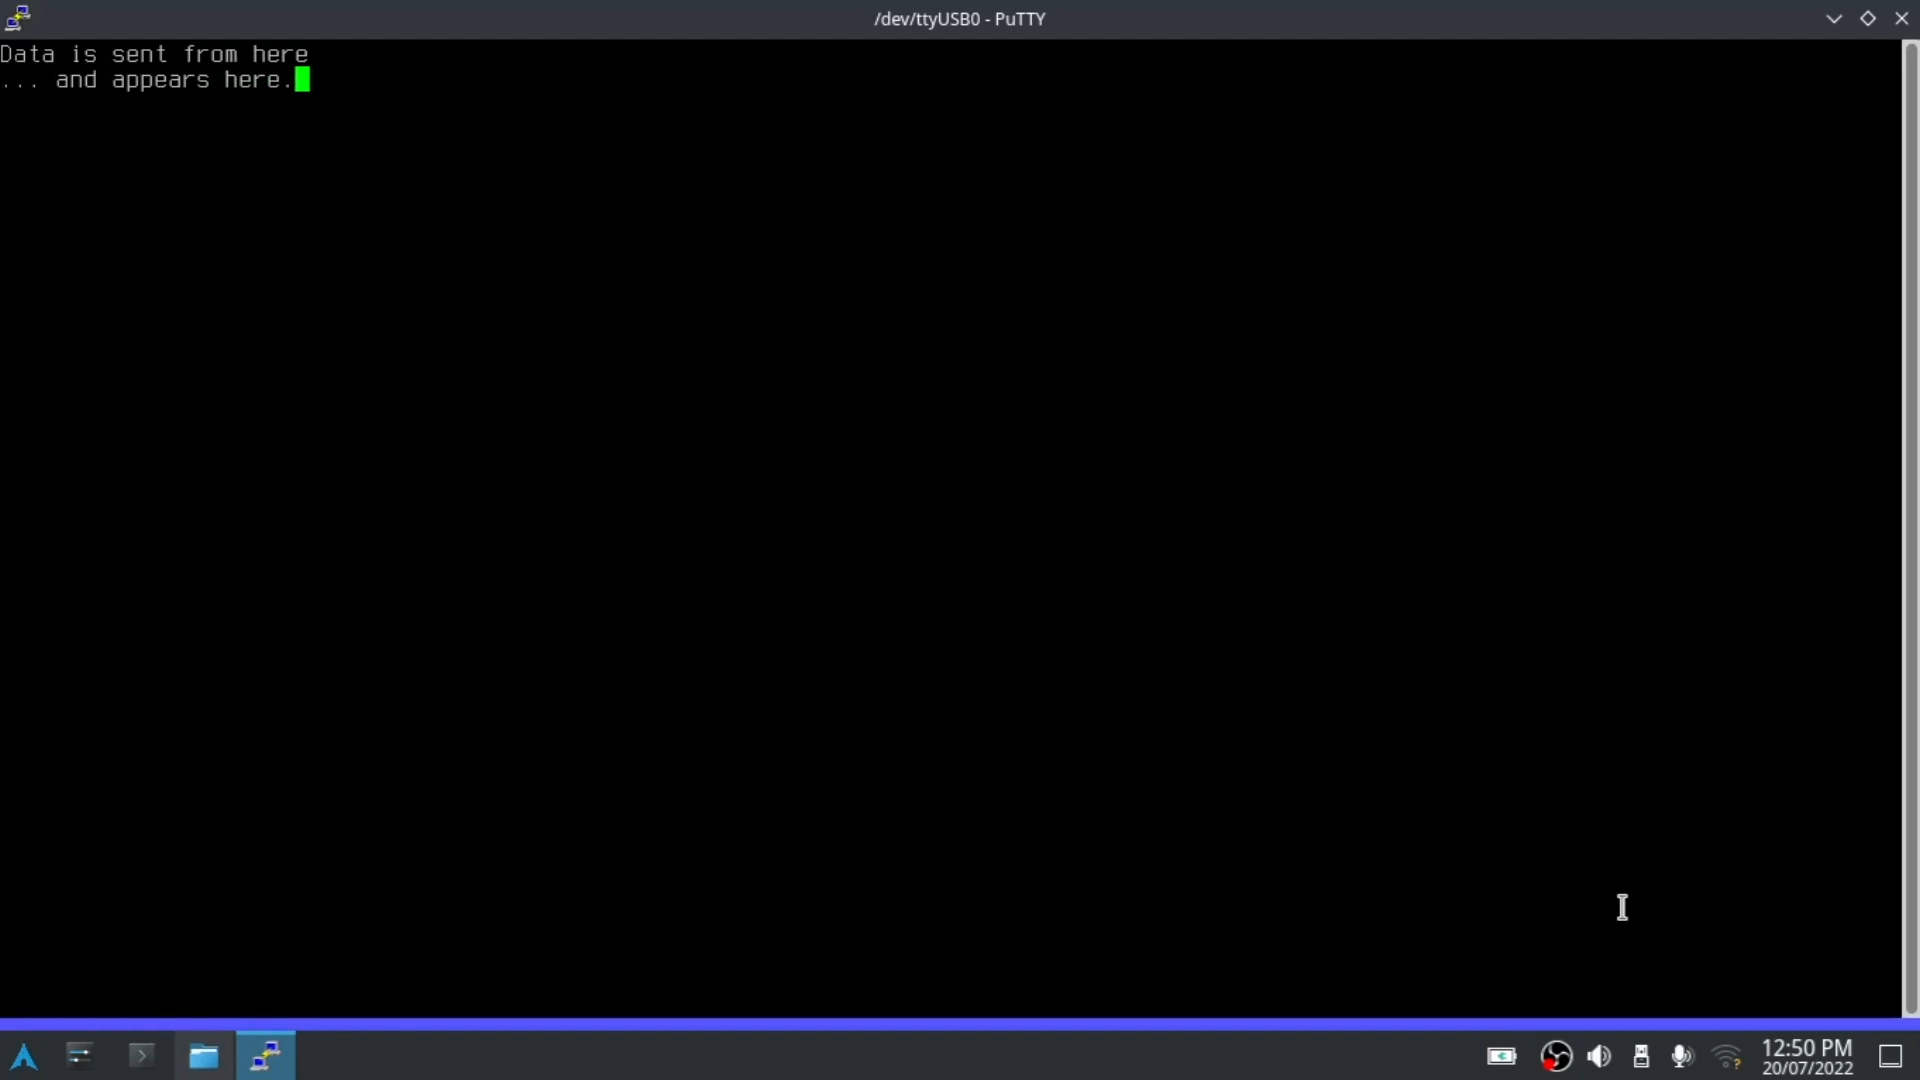 /dev/ttyUSB0 - PuTTY
Data is sent from here
... and appears here.
12:50 PM
20/07/2022